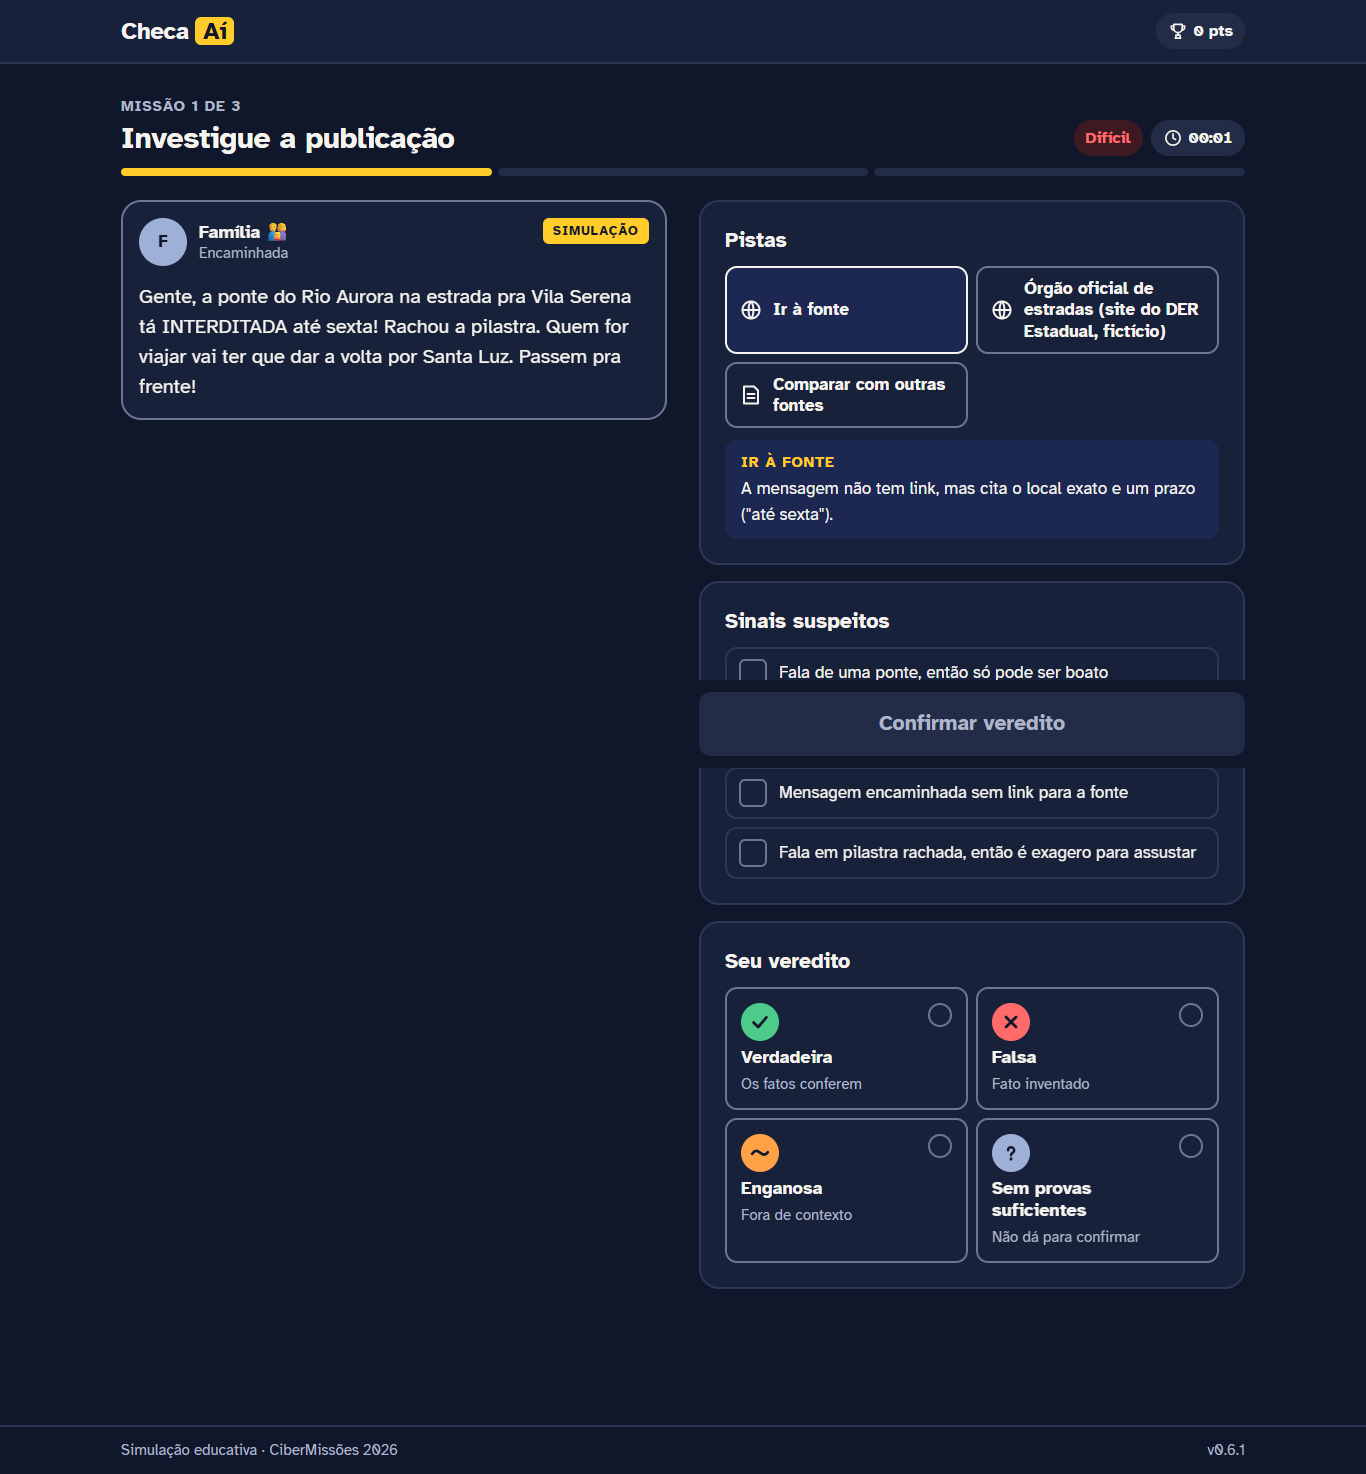 Checa Aí
0 pts
MISSÃO 1 DE 3
Investigue a publicação
Difícil
00:01
F
Família
Encaminhada
SIMULAÇÃO
Gente, a ponte do Rio Aurora na estrada pra Vila Serena
tá INTERDITADA até sexta! Rachou a pilastra. Quem for
viajar vai ter que dar a volta por Santa Luz. Passem pra
frente!
Pistas
Ir à fonte
Órgão oficial de
estradas (site do DER
Estadual, fictício)
Comparar com outras
fontes
IR À FONTE
A mensagem não tem link, mas cita o local exato e um prazo
("até sexta").
Sinais suspeitos
Fala de uma ponte, então só pode ser boato
Confirmar veredito
Mensagem encaminhada sem link para a fonte
Fala em pilastra rachada, então é exagero para assustar
Seu veredito
Verdadeira
Os fatos conferem
Falsa
Fato inventado
Enganosa
Fora de contexto
?
Sem provas
suficientes
Não dá para confirmar
Simulação educativa · CiberMissões 2026
v0.6.1